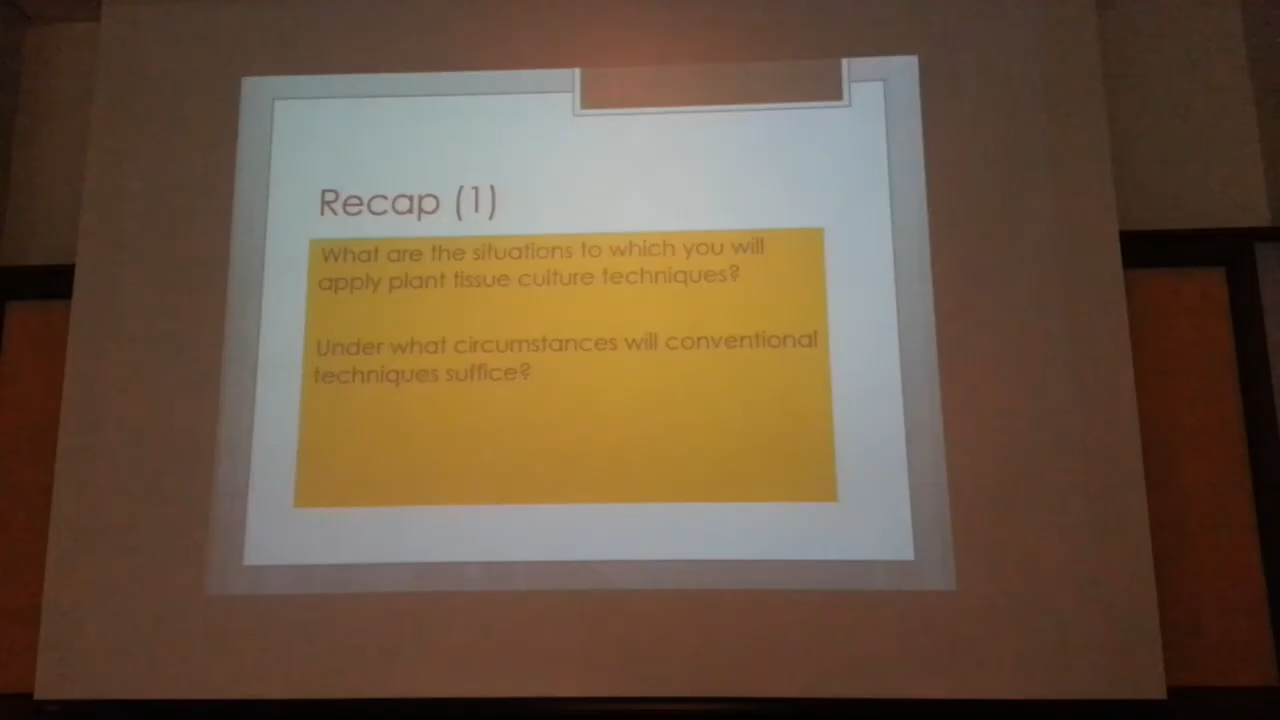 Recap (1)
What are the situations to which you will
apply plant tissue culture techniques?
Under what circumstances will conventional
techniques suffice?